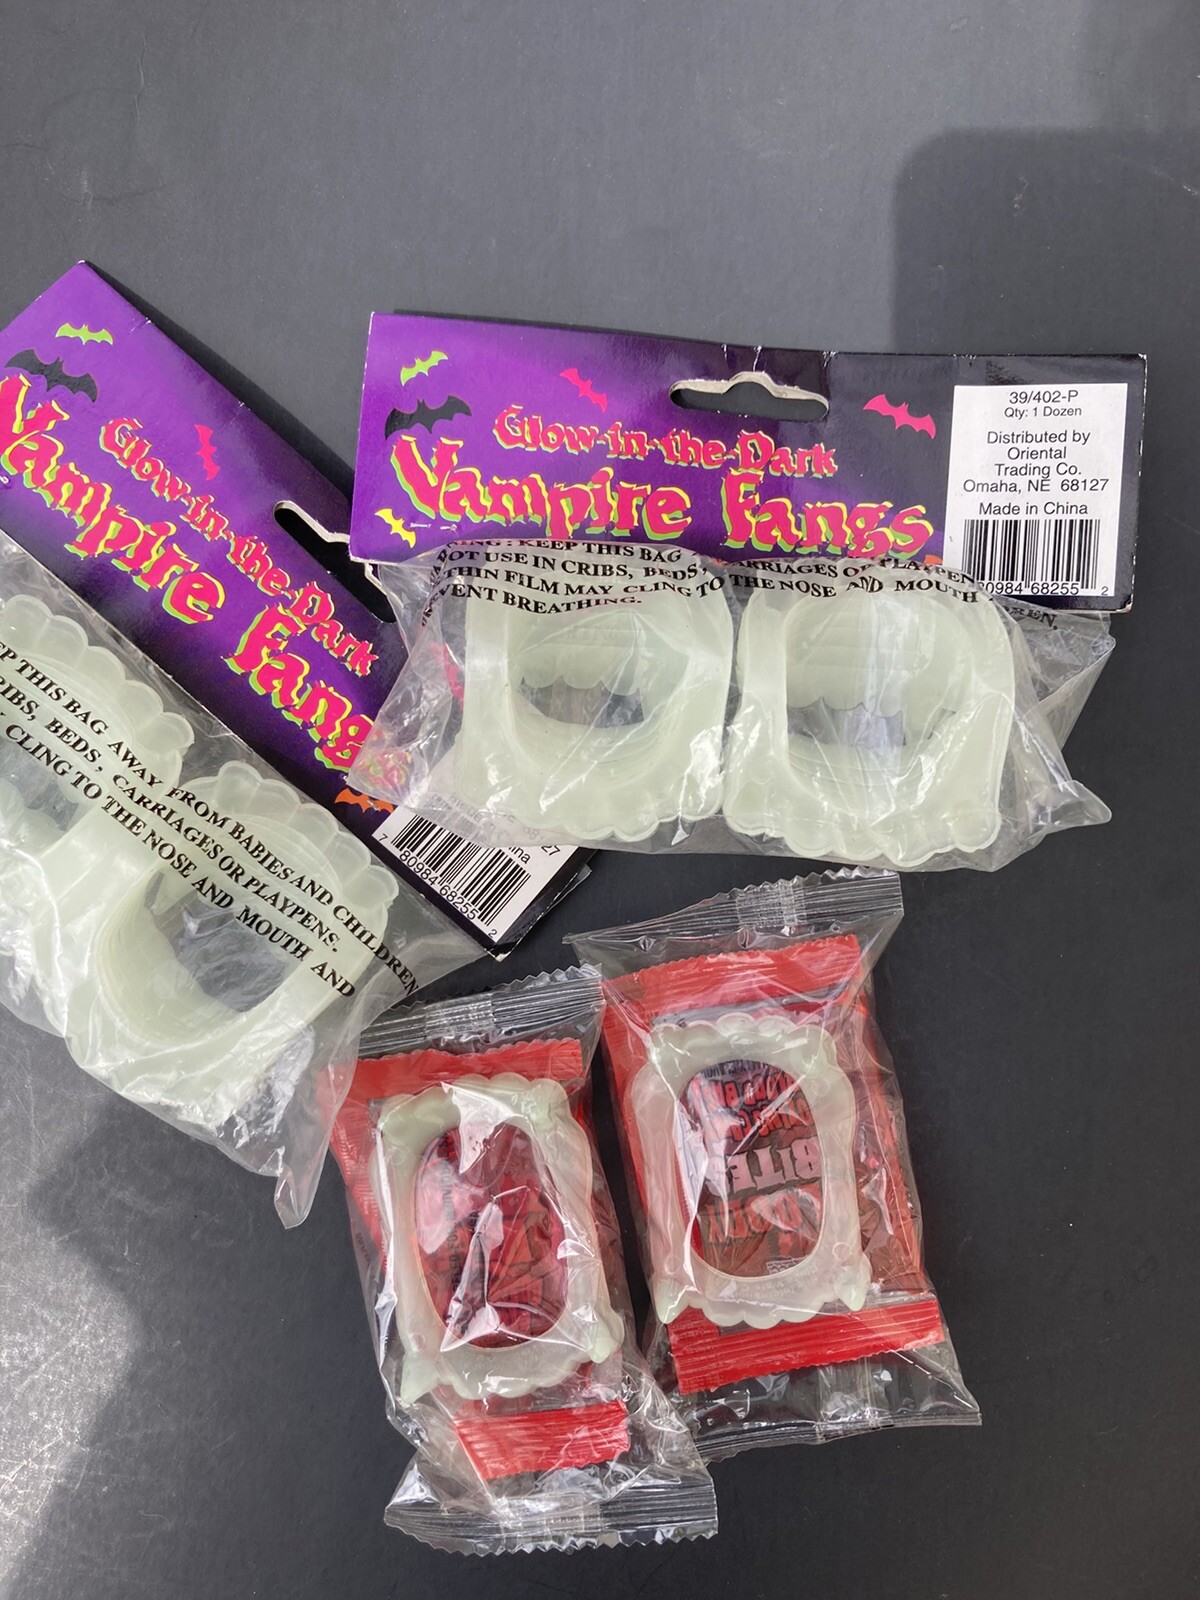 Glow-in-the-Dark
Vampire Fangs
39/402-P
Qty: 1 Dozen
Distributed by
Oriental
Trading Co.
Omaha, NE 68127
Made in China
80984 68255 2
: KEEP THIS BAG
NOT USE IN CRIBS, BEDS, CARRIAGES OR PLAYPEN
THIN FILM MAY CLING TO THE NOSE AND MOUTH
BREATHING.
Glow-in-the-Dark
Vampire Fangs
7 80984 68255 2
THIS BAG AWAY FROM BABIES AND CHILDREN
CRIBS, BEDS, CARRIAGES OR PLAYPENS.
CLING TO THE NOSE AND MOUTH AND
BITE